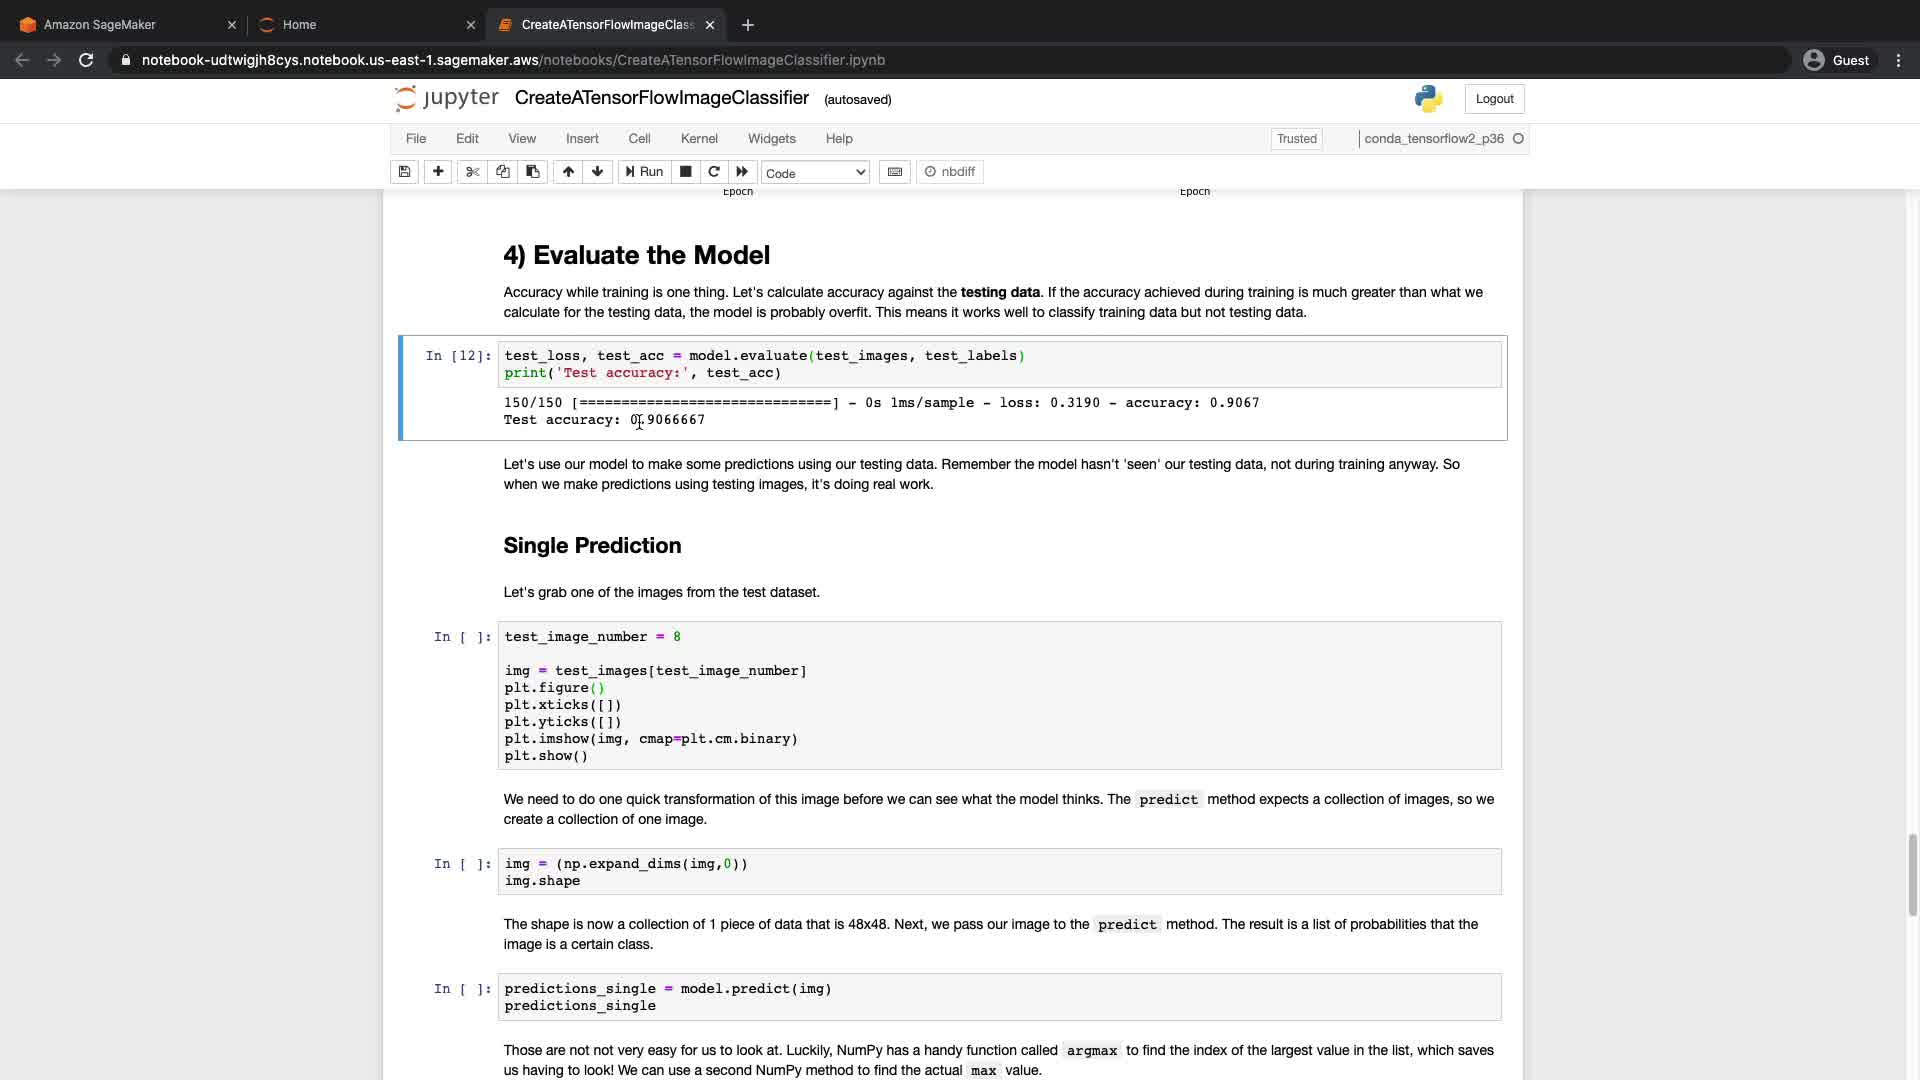 Amazon SageMaker
Home
CreateATensorFlowImageClass
notebook-udtwigjh8cys.notebook.us-east-1.sagemaker.aws/notebooks/CreateATensorFlowImageClassifier.ipynb
Guest
jupyter CreateATensorFlowImageClassifier (autosaved)
Logout
File Edit View Insert Cell Kernel Widgets Help
Trusted
conda_tensorflow2_p36
Run
Code
nbdiff
Epoch Epoch
4) Evaluate the Model
Accuracy while training is one thing. Let's calculate accuracy against the testing data. If the accuracy achieved during training is much greater than what we
calculate for the testing data, the model is probably overfit. This means it works well to classify training data but not testing data.
In [12]: test_loss, test_acc = model.evaluate(test_images, test_labels)
print('Test accuracy:', test_acc)
150/150 [==============================] - 0s 1ms/sample - loss: 0.3190 - accuracy: 0.9067
Test accuracy: 0.9066667
Let's use our model to make some predictions using our testing data. Remember the model hasn't 'seen' our testing data, not during training anyway. So
when we make predictions using testing images, it's doing real work.
Single Prediction
Let's grab one of the images from the test dataset.
In [ ]: test_image_number = 8
img = test_images[test_image_number]
plt.figure()
plt.xticks([])
plt.yticks([])
plt.imshow(img, cmap=plt.cm.binary)
plt.show()
We need to do one quick transformation of this image before we can see what the model thinks. The predict method expects a collection of images, so we
create a collection of one image.
In [ ]: img = (np.expand_dims(img,0))
img.shape
The shape is now a collection of 1 piece of data that is 48x48. Next, we pass our image to the predict method. The result is a list of probabilities that the
image is a certain class.
In [ ]: predictions_single = model.predict(img)
predictions_single
Those are not not very easy for us to look at. Luckily, NumPy has a handy function called argmax to find the index of the largest value in the list, which saves
us having to look! We can use a second NumPy method to find the actual max value.